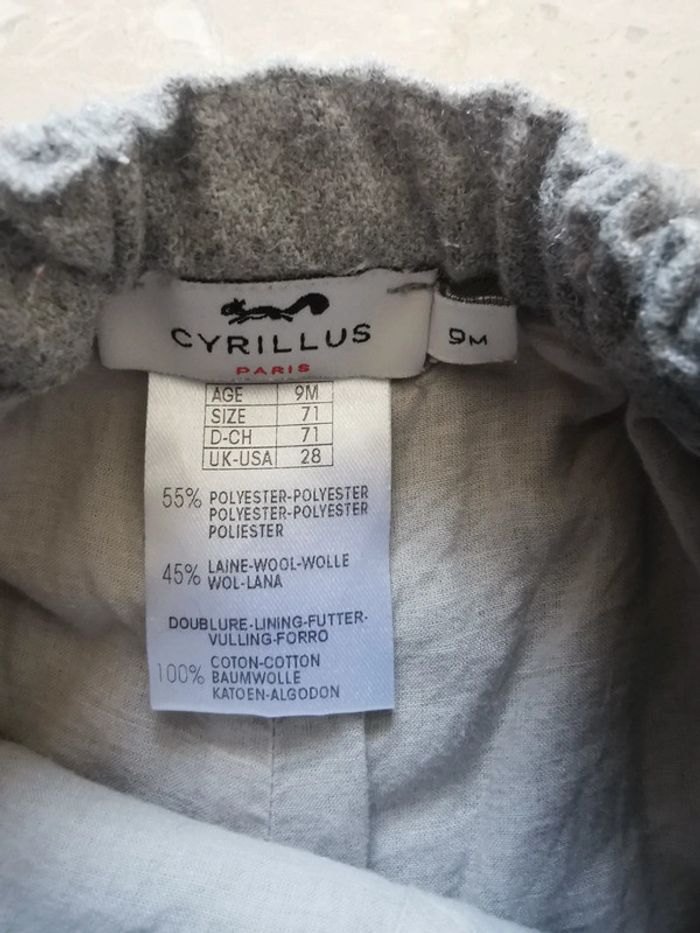 CYRILLUS
PARIS
9M
AGE 9M
SIZE 71
D-CH 71
UK-USA 28
55% POLYESTER-POLYESTER
POLYESTER-POLYESTER
POLIESTER
45% LAINE-WOOL-WOLLE
WOL-LANA
DOUBLURE-LINING-FUTTER-
VULLING-FORRO
100% COTON-COTTON
BAUMWOLLE
KATOEN-ALGODON